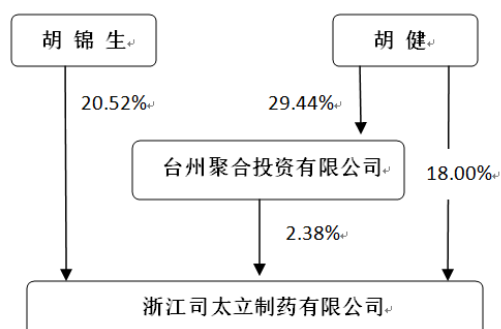 胡 锦 生
胡 健
20.52%
29.44%
台州聚合投资有限公司
18.00%
2.38%
浙江司太立制药有限公司